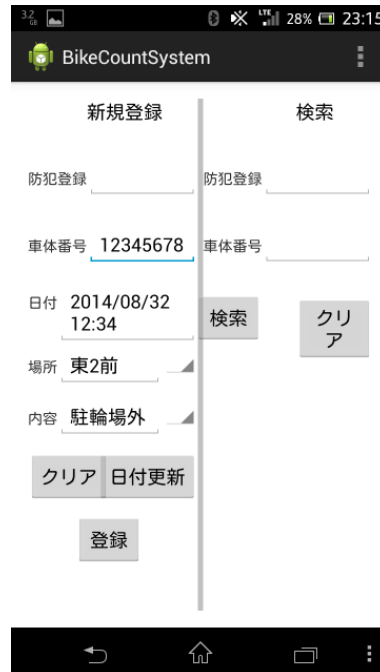 3.2
GB
LTE
28%
23:15
BikeCountSystem
新規登録
検索
防犯登録
防犯登録
車体番号 12345678
車体番号
日付 2014/08/32
12:34
検索
クリ
ア
場所 東2前
内容 駐輪場外
クリア 日付更新
登録